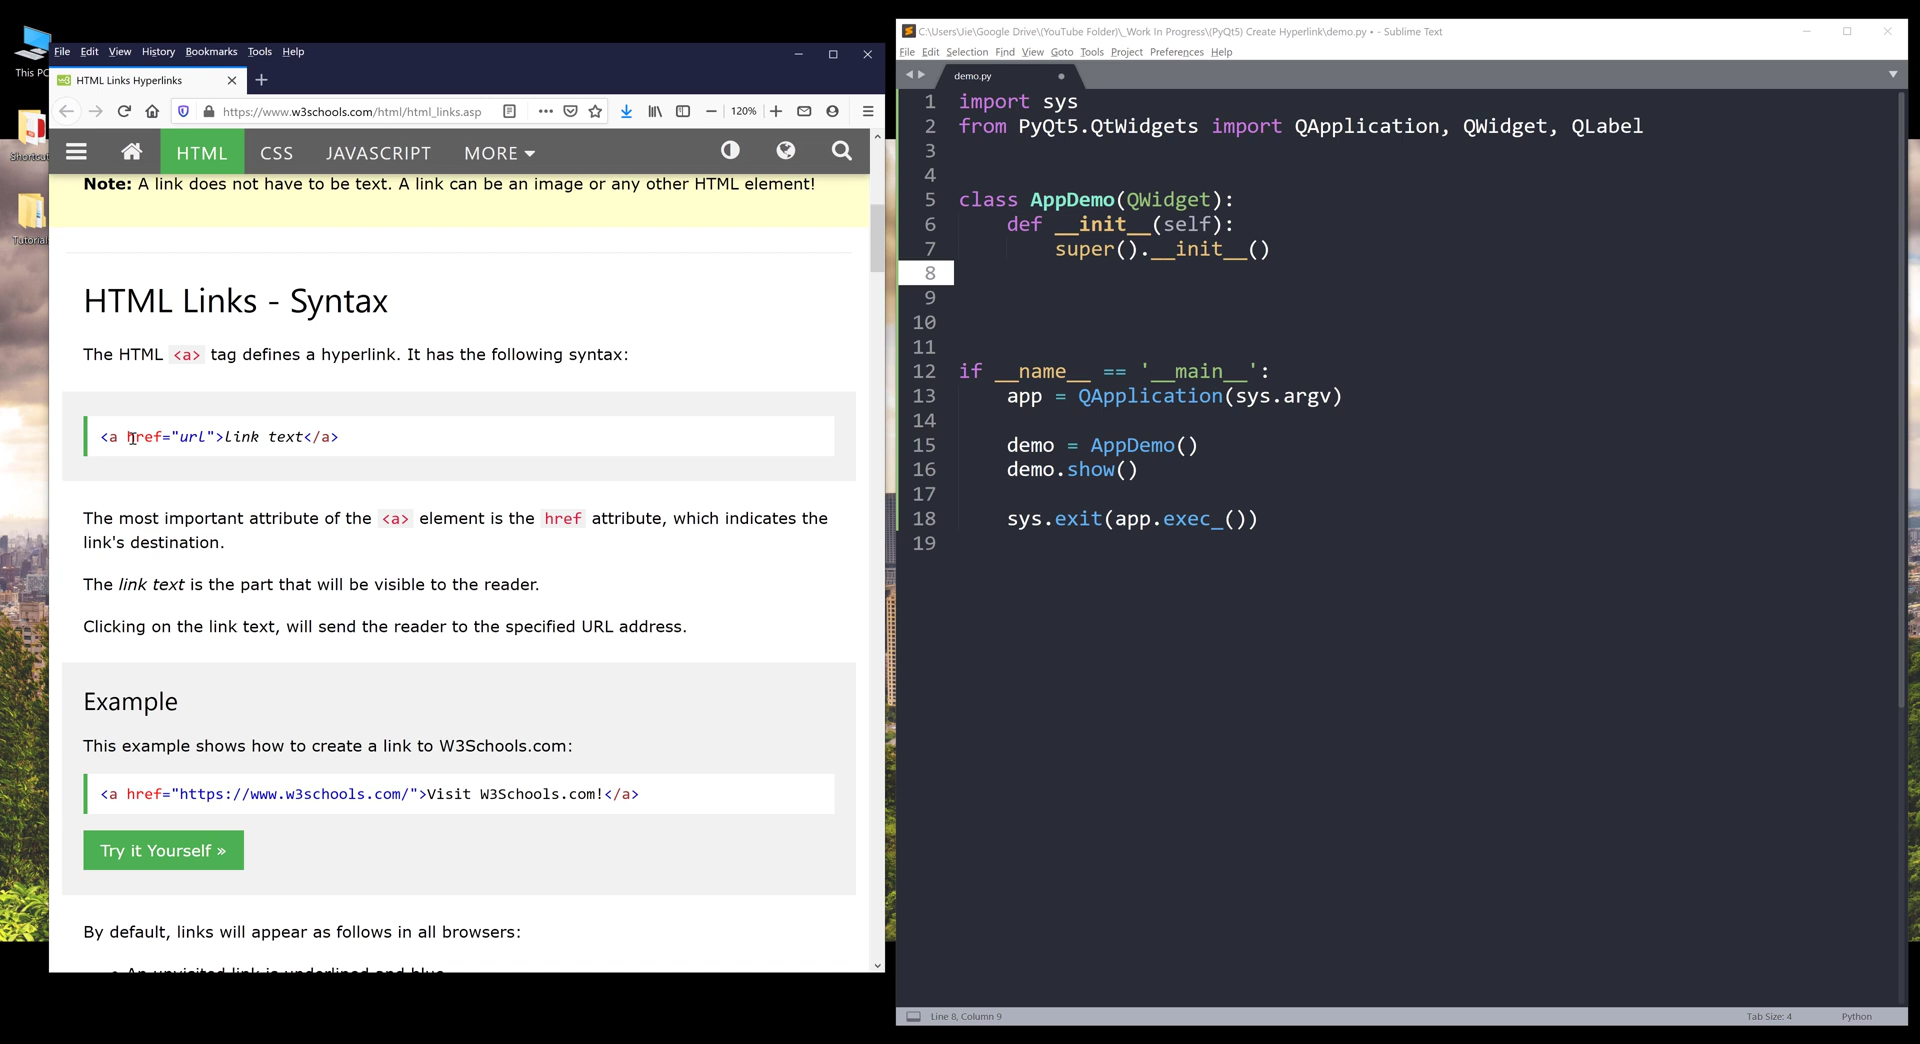 This PC
Shortcut
Tutorial
File Edit View History Bookmarks Tools Help
HTML Links Hyperlinks
https://www.w3schools.com/html/html_links.asp
120%
HTML CSS JAVASCRIPT MORE
Note: A link does not have to be text. A link can be an image or any other HTML element!
HTML Links - Syntax
The HTML <a> tag defines a hyperlink. It has the following syntax:
<a href="url">link text</a>
The most important attribute of the <a> element is the href attribute, which indicates the
link's destination.
The link text is the part that will be visible to the reader.
Clicking on the link text, will send the reader to the specified URL address.
Example
This example shows how to create a link to W3Schools.com:
<a href="https://www.w3schools.com/">Visit W3Schools.com!</a>
Try it Yourself »
By default, links will appear as follows in all browsers:
• An unvisited link is underlined and blue
C:\Users\Jie\Google Drive\(YouTube Folder)\_Work In Progress\(PyQt5) Create Hyperlink\demo.py • - Sublime Text
File Edit Selection Find View Goto Tools Project Preferences Help
demo.py
1 import sys
2 from PyQt5.QtWidgets import QApplication, QWidget, QLabel
3
4
5 class AppDemo(QWidget):
6 def __init__(self):
7 super().__init__()
8
9
10
11
12 if __name__ == '__main__':
13 app = QApplication(sys.argv)
14
15 demo = AppDemo()
16 demo.show()
17
18 sys.exit(app.exec_())
19
Line 8, Column 9
Tab Size: 4
Python